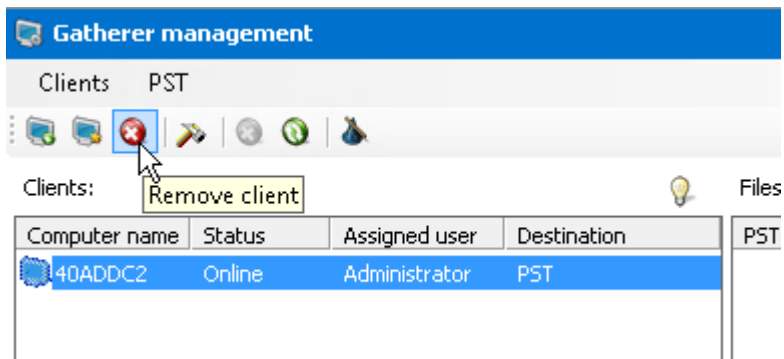 Gatherer management
Clients PST
Remove client
Clients: Files
Computer name Status Assigned user Destination PST
40ADDC2 Online Administrator PST